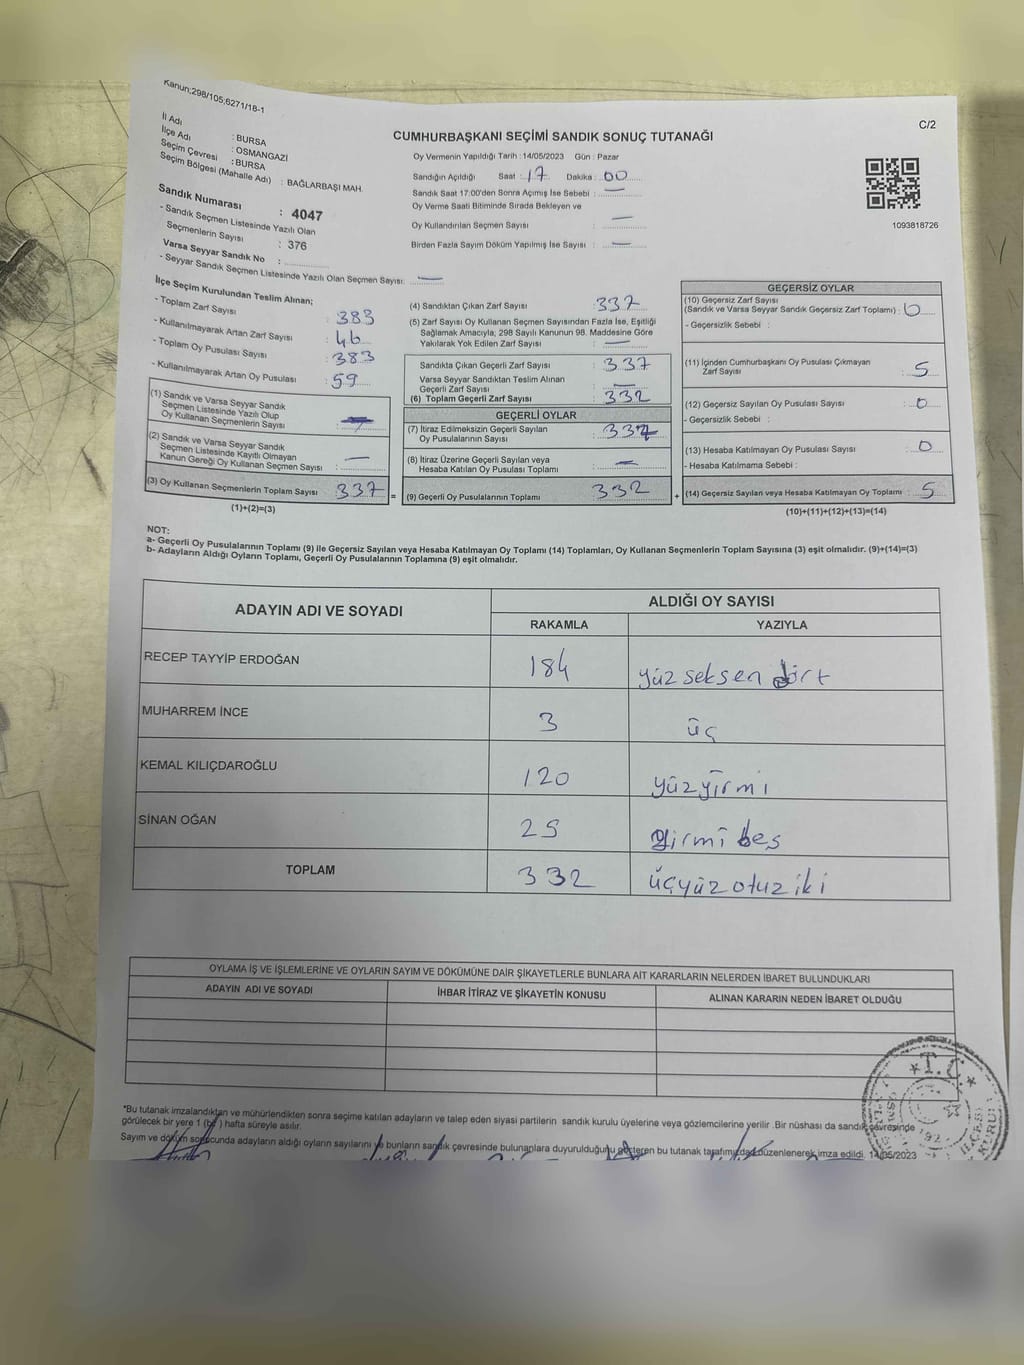 Kanun:298/105;6271/18-1
C/2
İl Adı : BURSA
İlçe Adı : OSMANGAZİ
Seçim Çevresi : BURSA
Seçim Bölgesi (Mahalle Adı) : BAĞLARBAŞI MAH.
Sandık Numarası : 4047
- Sandık Seçmen Listesinde Yazılı Olan
Seçmenlerin Sayısı : 376
Varsa Seyyar Sandık No :
- Seyyar Sandık Seçmen Listesinde Yazılı Olan Seçmen Sayısı: —
CUMHURBAŞKANI SEÇİMİ SANDIK SONUÇ TUTANAĞI
Oy Vermenin Yapıldığı Tarih : 14/05/2023 Gün : Pazar
Sandığın Açıldığı Saat : 17 Dakika : 00
Sandık Saat 17:00'den Sonra Açımış İse Sebebi : —
Oy Verme Saati Bitiminde Sırada Bekleyen ve
Oy Kullandırılan Seçmen Sayısı : —
Birden Fazla Sayım Döküm Yapılmış İse Sayısı : —
1093818726
İlçe Seçim Kurulundan Teslim Alınan;
- Toplam Zarf Sayısı : 383
- Kullanılmayarak Artan Zarf Sayısı : 46
- Toplam Oy Pusulası Sayısı : 383
- Kullanılmayarak Artan Oy Pusulası : 59
(1) Sandık ve Varsa Seyyar Sandık
Seçmen Listesinde Yazılı Olup
Oy Kullanan Seçmenlerin Sayısı :
(2) Sandık ve Varsa Seyyar Sandık
Seçmen Listesinde Kayıtlı Olmayan
Kanun Gereği Oy Kullanan Seçmen Sayısı : —
(3) Oy Kullanan Seçmenlerin Toplam Sayısı : 337 =
(1)+(2)=(3)
(4) Sandıktan Çıkan Zarf Sayısı : 337
(5) Zarf Sayısı Oy Kullanan Seçmen Sayısından Fazla İse, Eşitliği
Sağlamak Amacıyla, 298 Sayılı Kanunun 98. Maddesine Göre
Yakılarak Yok Edilen Zarf Sayısı : —
Sandıkta Çıkan Geçerli Zarf Sayısı : 337
Varsa Seyyar Sandıktan Teslim Alınan
Geçerli Zarf Sayısı : —
(6) Toplam Geçerli Zarf Sayısı : 332
GEÇERLİ OYLAR
(7) İtiraz Edilmeksizin Geçerli Sayılan
Oy Pusulalarının Sayısı :
(8) İtiraz Üzerine Geçerli Sayılan veya
Hesaba Katılan Oy Pusulası Toplamı : —
(9) Geçerli Oy Pusulalarının Toplamı : 332 +
GEÇERSİZ OYLAR
(10) Geçersiz Zarf Sayısı
(Sandık ve Varsa Seyyar Sandık Geçersiz Zarf Toplamı) : 0
- Geçersizlik Sebebi :
(11) İçinden Cumhurbaşkanı Oy Pusulası Çıkmayan
Zarf Sayısı : 5
(12) Geçersiz Sayılan Oy Pusulası Sayısı : 0
- Geçersizlik Sebebi :
(13) Hesaba Katılmayan Oy Pusulası Sayısı : 0
- Hesaba Katılmama Sebebi :
(14) Geçersiz Sayılan veya Hesaba Katılmayan Oy Toplamı : 5
(10)+(11)+(12)+(13)=(14)
NOT:
a- Geçerli Oy Pusulalarının Toplamı (9) ile Geçersiz Sayılan veya Hesaba Katılmayan Oy Toplamı (14) Toplamları, Oy Kullanan Seçmenlerin Toplam Sayısına (3) eşit olmalıdır. (9)+(14)=(3)
b- Adayların Aldığı Oyların Toplamı, Geçerli Oy Pusulalarının Toplamına (9) eşit olmalıdır.
ADAYIN ADI VE SOYADI ALDIĞI OY SAYISI
RAKAMLA YAZIYLA
RECEP TAYYİP ERDOĞAN 184 yüz seksen dört
MUHARREM İNCE 3 üç
KEMAL KILIÇDAROĞLU 120 yüzyirmi
SİNAN OĞAN 25 yirmi beş
TOPLAM 332 üçyüz otuz iki
OYLAMA İŞ VE İŞLEMLERİNE VE OYLARIN SAYIM VE DÖKÜMÜNE DAİR ŞİKAYETLERLE BUNLARA AİT KARARLARIN NELERDEN İBARET BULUNDUKLARI
ADAYIN ADI VE SOYADI İHBAR İTİRAZ VE ŞİKAYETİN KONUSU ALINAN KARARIN NEDEN İBARET OLDUĞU
*Bu tutanak imzalandıktan ve mühürlendikten sonra seçime katılan adayların ve talep eden siyasi partilerin sandık kurulu üyelerine veya gözlemcilerine verilir .Bir nüshası da sandık çevresinde
görülecek bir yere 1 (bir) hafta süreyle asılır.
Sayım ve döküm sonucunda adayların aldığı oyların sayılarını ve bunların sandık çevresinde bulunanlara duyurulduğunu gösteren bu tutanak tarafımızdan düzenlenerek imza edildi. 14/05/2023
T.C.